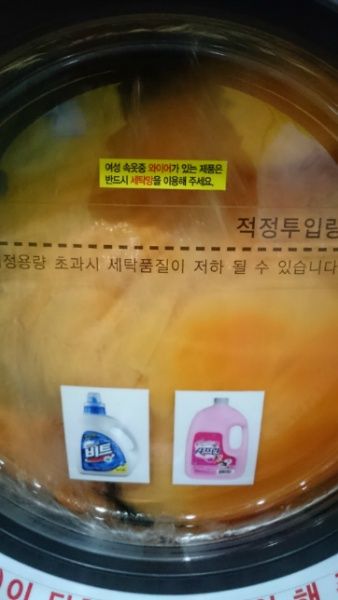 여성 속옷중 와이어가 있는 제품은
반드시 세탁망을 이용해 주세요.
적정투입량
정용량 초과시 세탁품질이 저하 될 수 있습니다
비트
샤프란